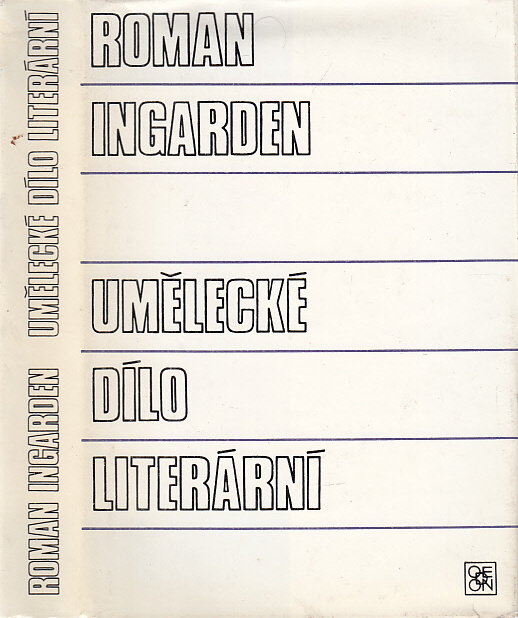 ROMAN
INGARDEN
UMĚLECKÉ
DÍLO
LITERÁRNÍ
ROMAN INGARDEN UMĚLECKÉ DÍLO LITERÁRNÍ
ODEON